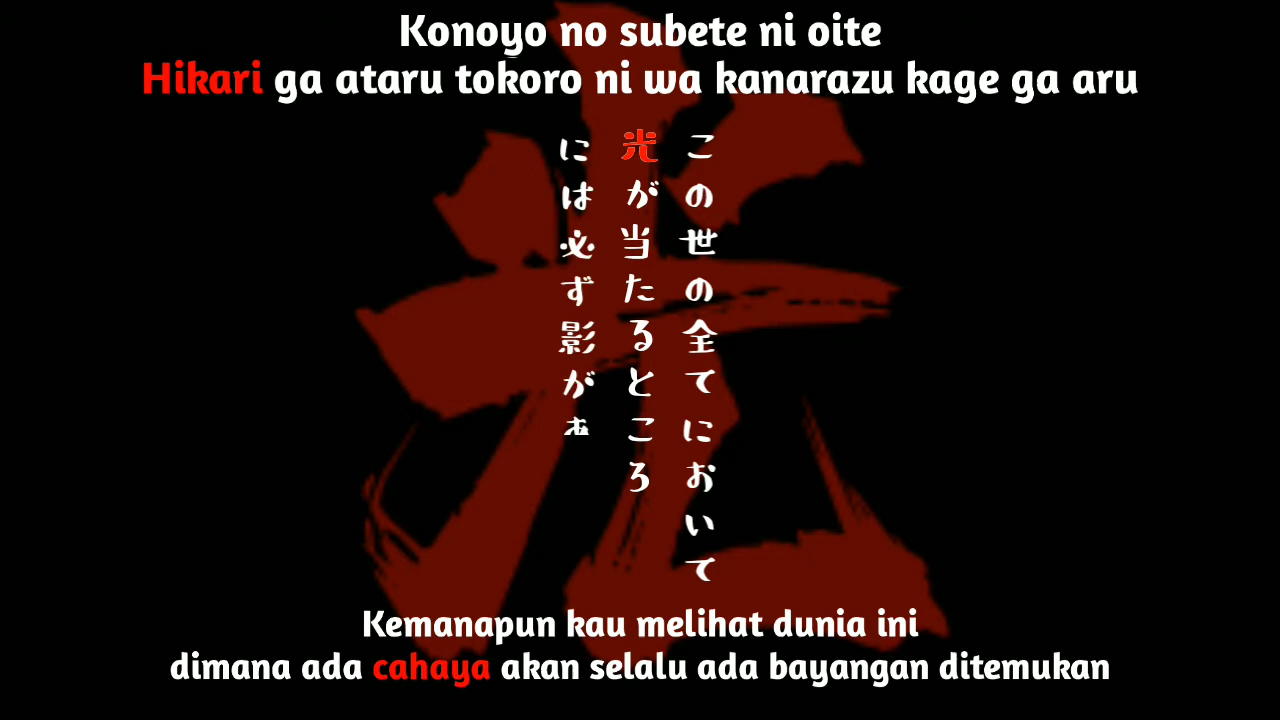 Konoyo no subete ni oite
Hikari ga ataru tokoro ni wa kanarazu kage ga aru
この世の全てにおいて
光が当たるところ
には必ず影があ
Kemanapun kau melihat dunia ini
dimana ada cahaya akan selalu ada bayangan ditemukan